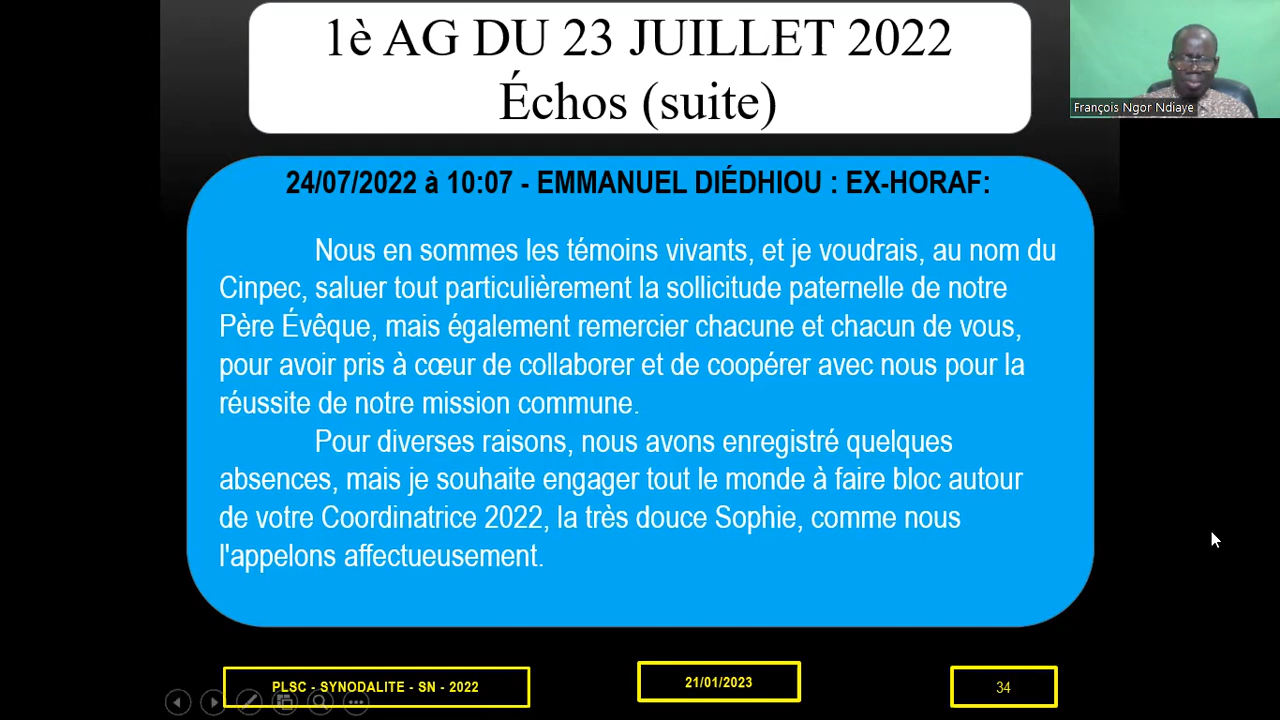 1è AG DU 23 JUILLET 2022
Échos (suite)
François Ngor Ndiaye
24/07/2022 à 10:07 - EMMANUEL DIÉDHIOU : EX-HORAF:
Nous en sommes les témoins vivants, et je voudrais, au nom du
Cinpec, saluer tout particulièrement la sollicitude paternelle de notre
Père Évêque, mais également remercier chacune et chacun de vous,
pour avoir pris à cœur de collaborer et de coopérer avec nous pour la
réussite de notre mission commune.
Pour diverses raisons, nous avons enregistré quelques
absences, mais je souhaite engager tout le monde à faire bloc autour
de votre Coordinatrice 2022, la très douce Sophie, comme nous
l'appelons affectueusement.
PLSC - SYNODALITE - SN - 2022
21/01/2023
34